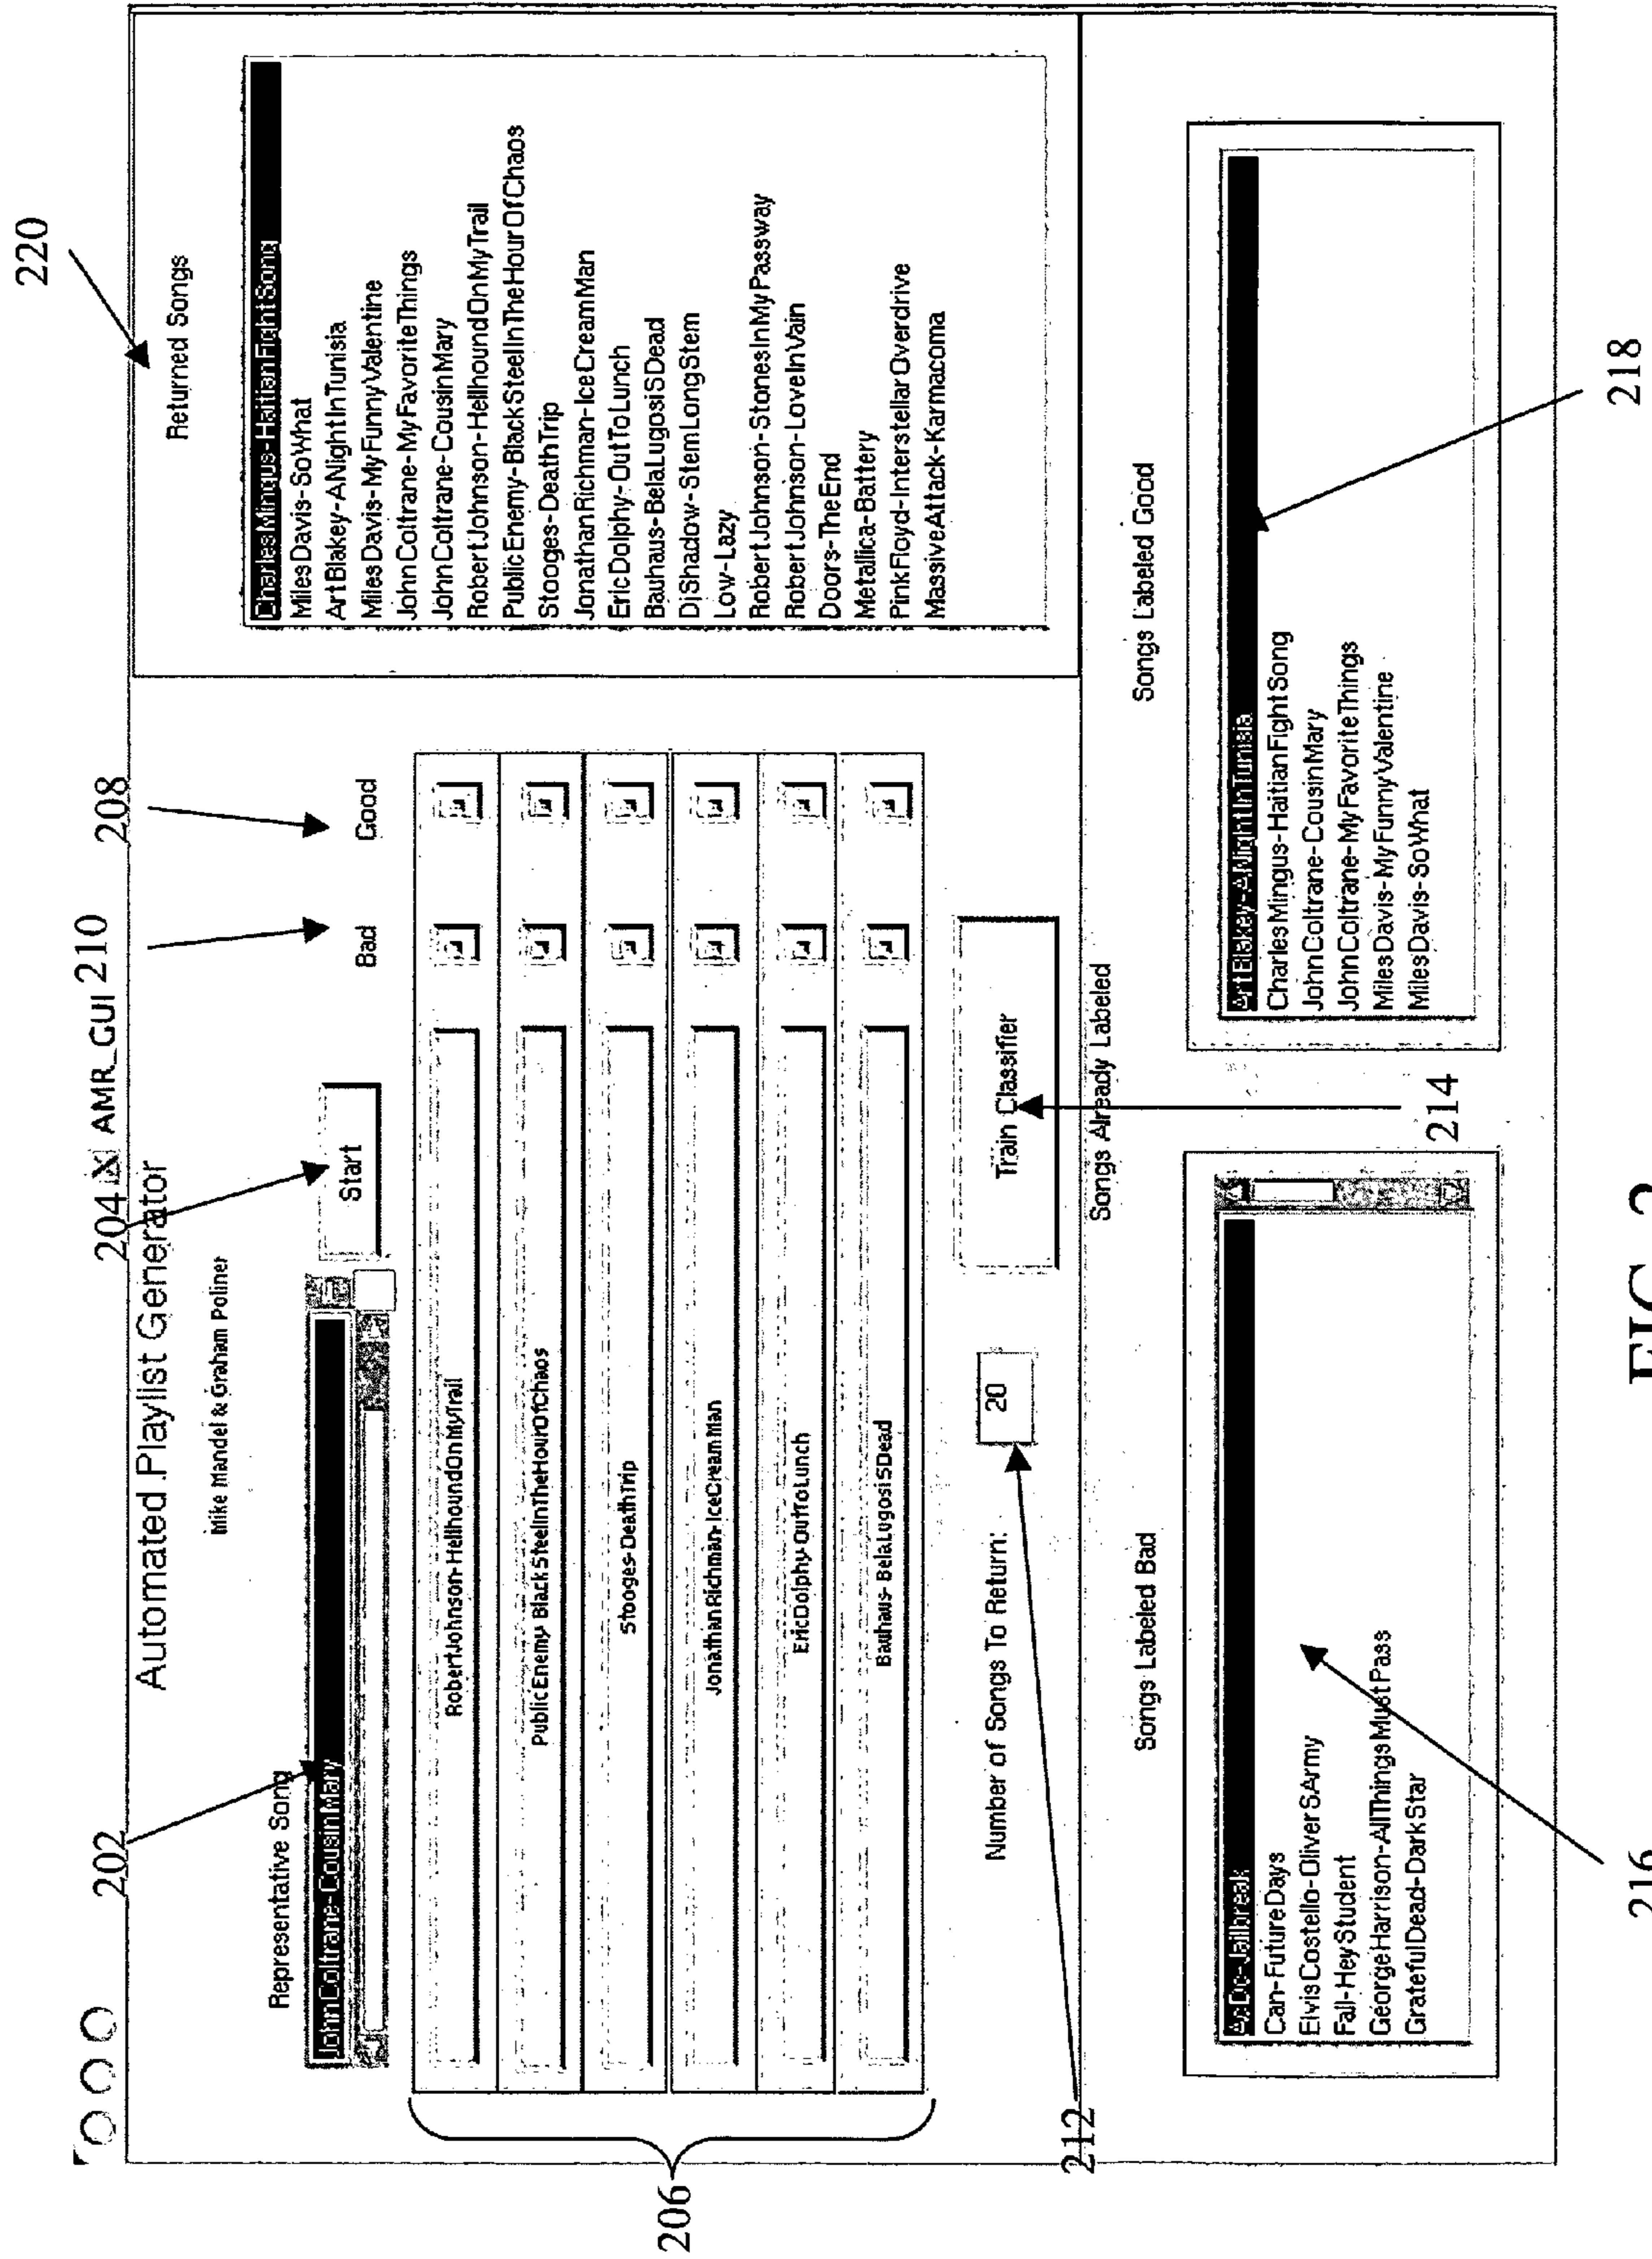 204 AMR_GUI 210 208 220
202
Automated Playlist Generator
Mike Mandel & Graham Poliner
Representative Song
JohnColtrane-CousinMary
Start
Bad
Good
206
RobertJohnson-HellhoundOnMyTrail
PublicEnemy-BlackSteelInTheHourOfChaos
Stooges-DeathTrip
JonathanRichman-IceCreamMan
EricDolphy-OutToLunch
Bauhaus-BelaLugosiSDead
Number of Songs To Return:
20
Train Classifier
212
Returned Songs
CharlesMingus-HaitianFightSong
MilesDavis-SoWhat
ArtBlakey-ANightInTunisia
MilesDavis-MyFunnyValentine
JohnColtrane-MyFavoriteThings
JohnColtrane-CousinMary
RobertJohnson-HellhoundOnMyTrail
PublicEnemy-BlackSteelInTheHourOfChaos
Stooges-DeathTrip
JonathanRichman-IceCreamMan
EricDolphy-OutToLunch
Bauhaus-BelaLugosiSDead
DjShadow-StemLongStem
Low-Lazy
RobertJohnson-StonesInMyPassway
RobertJohnson-LoveInVain
Doors-TheEnd
Metallica-Battery
PinkFloyd-InterstellarOverdrive
MassiveAttack-Karmacoma
Songs Already Labeled
Songs Labeled Bad
AcDc-Jailbreak
Can-FutureDays
ElvisCostello-OliverSArmy
Fall-HeyStudent
GeorgeHarrison-AllThingsMustPass
GratefulDead-DarkStar
Songs Labeled Good
ArtBlakey-ANightInTunisia
CharlesMingus-HaitianFightSong
JohnColtrane-CousinMary
JohnColtrane-MyFavoriteThings
MilesDavis-MyFunnyValentine
MilesDavis-SoWhat
214
216
218
FIG. 2